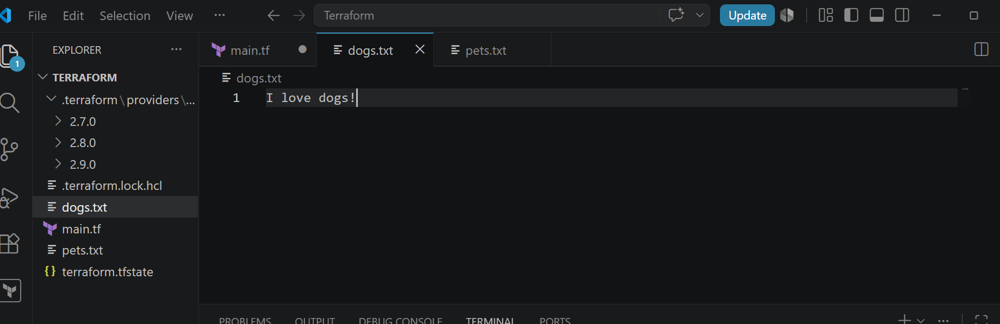 File Edit Selection View ...
Terraform
Update
EXPLORER ...
1
TERRAFORM
.terraform\providers\...
2.7.0
2.8.0
2.9.0
.terraform.lock.hcl
dogs.txt
main.tf
pets.txt
{} terraform.tfstate
main.tf dogs.txt pets.txt
dogs.txt
1 I love dogs!
PROBLEMS OUTPUT DEBUG CONSOLE TERMINAL PORTS